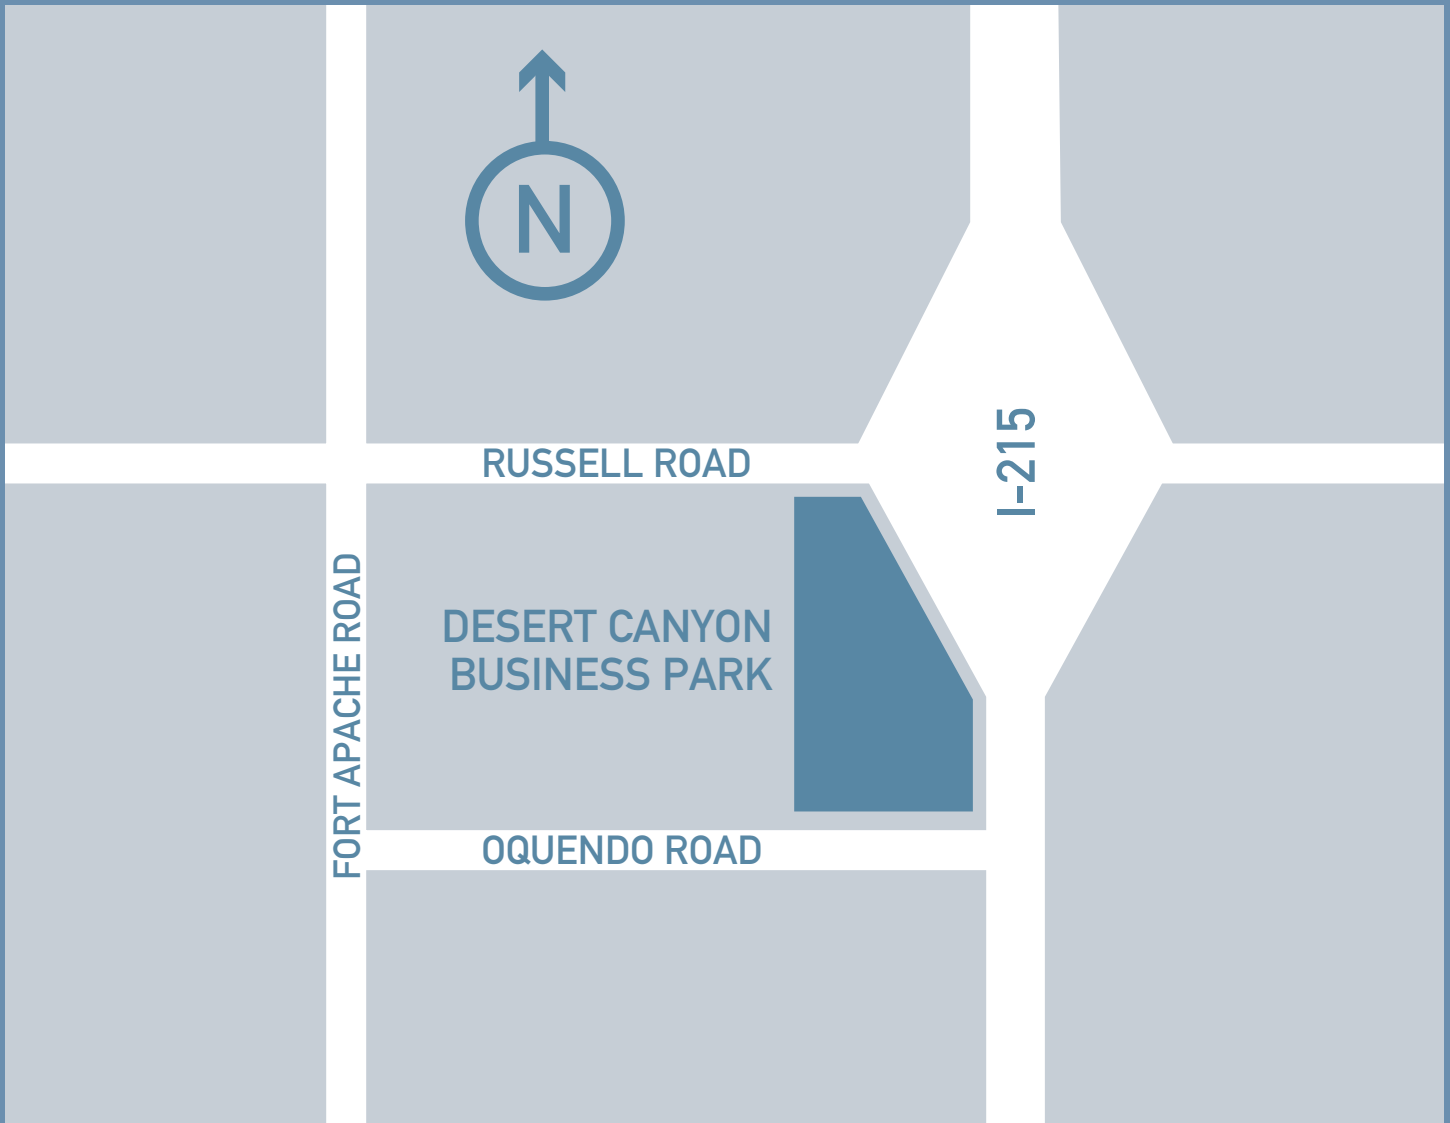 N
I-215
RUSSELL ROAD
FORT APACHE ROAD
DESERT CANYON
BUSINESS PARK
OQUENDO ROAD